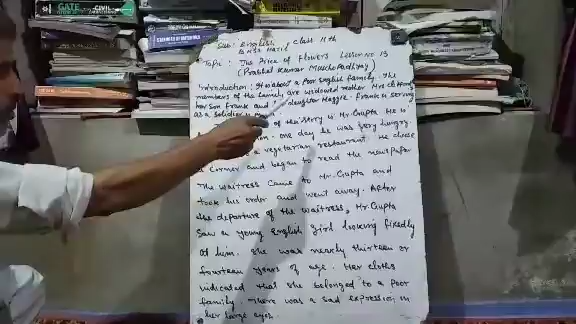 GATE
Sub: English, Class 11th
Topic: The Price of Flowers Lesson No 13
(Prabhat Kumar Mukhopadhyay)
Introduction: It is about a Poor English family. The
members of the family are widowed mother Mrs Clifford
her Son Frank and daughter Maggie. Frank is serving
as a Soldier in
of the story is Mr. Gupta. He is
one day he was very hungry.
a vegetarian restaurant. He chose
a corner and began to read the newspaper
The waitress came to Mr. Gupta and
took his order and went away. After
the departure of the waitress, Mr. Gupta
saw a young English girl looking fixedly
at him. She was nearly thirteen or
fourteen years of age. Her cloths
indicated that she belonged to a poor
family. There was a sad expression in
her large eyes.